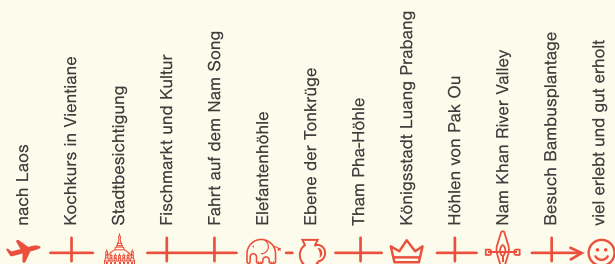 nach Laos
Kochkurs in Vientiane
Stadtbesichtigung
Fischmarkt und Kultur
Fahrt auf dem Nam Song
Elefantenhöhle
Ebene der Tonkrüge
Tham Pha-Höhle
Königsstadt Luang Prabang
Höhlen von Pak Ou
Nam Khan River Valley
Besuch Bambusplantage
viel erlebt und gut erholt